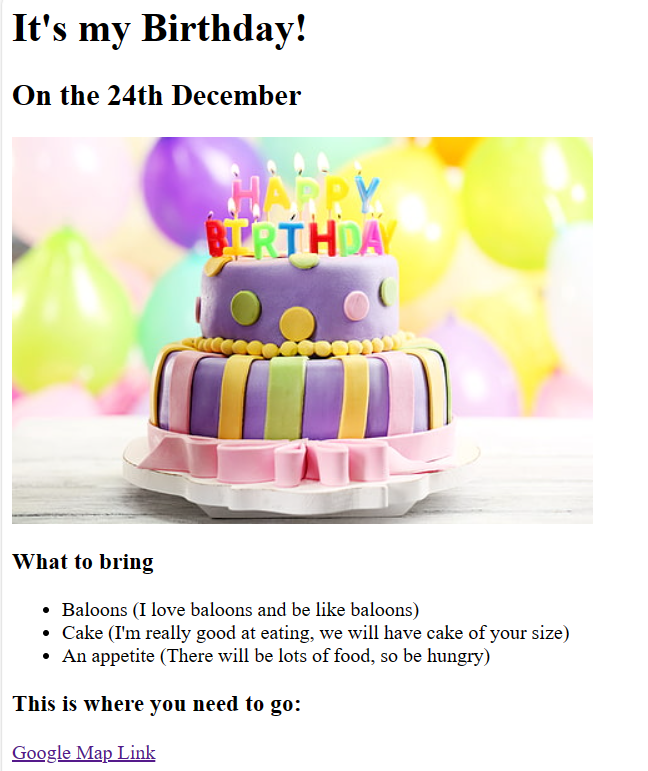 It's my Birthday!
On the 24th December
HAPPY
BIRTHDAY
What to bring
Baloons (I love baloons and be like baloons)
Cake (I'm really good at eating, we will have cake of your size)
An appetite (There will be lots of food, so be hungry)
This is where you need to go:
Google Map Link